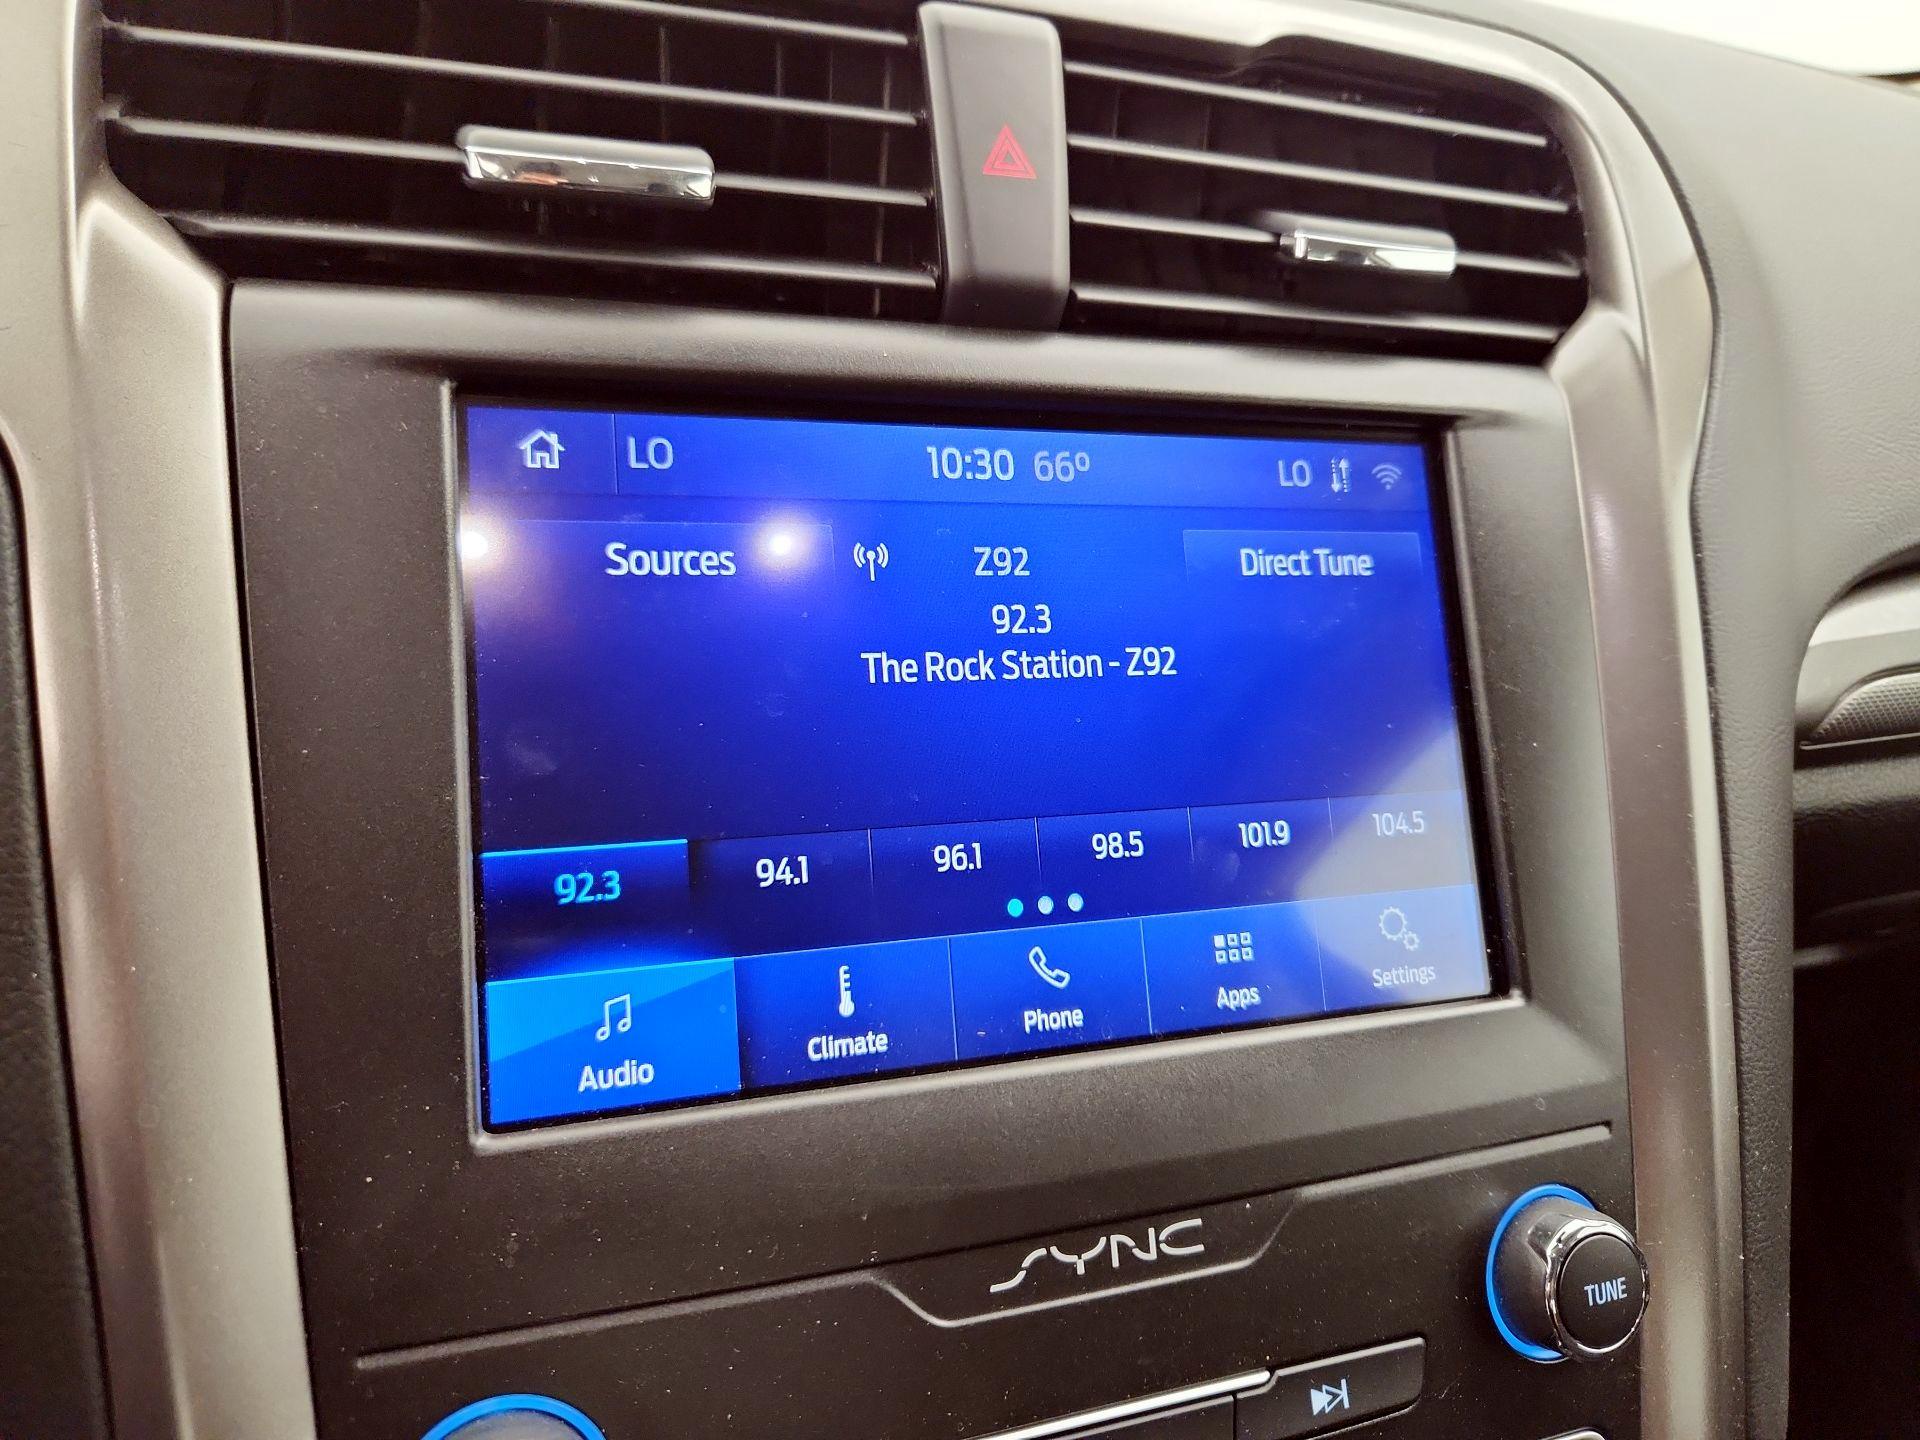 LO 10:30 66° LO
Sources Z92 Direct Tune
92.3
The Rock Station - Z92
92.3 94.1 96.1 98.5 101.9 104.5
Audio Climate Phone Apps Settings
SYNC
TUNE